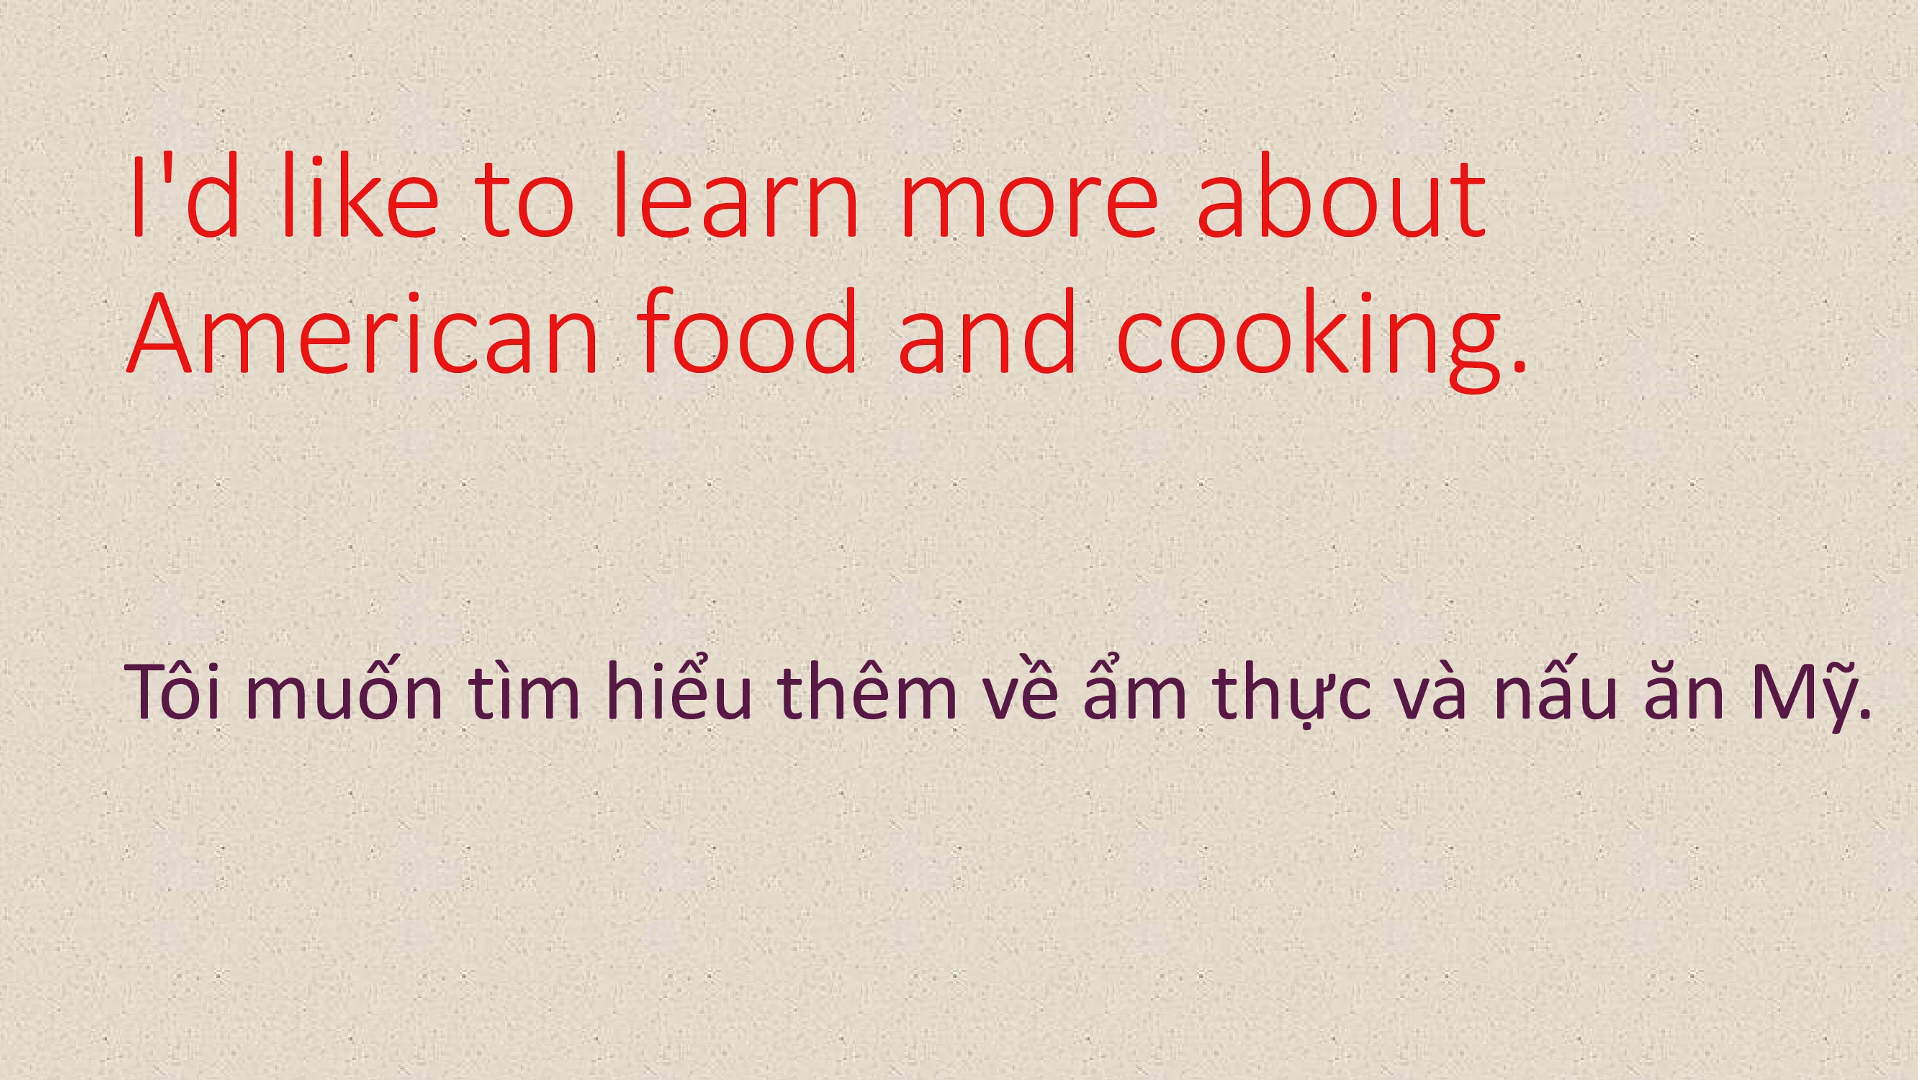 I'd like to learn more about
American food and cooking.
Tôi muốn tìm hiểu thêm về ẩm thực và nấu ăn Mỹ.